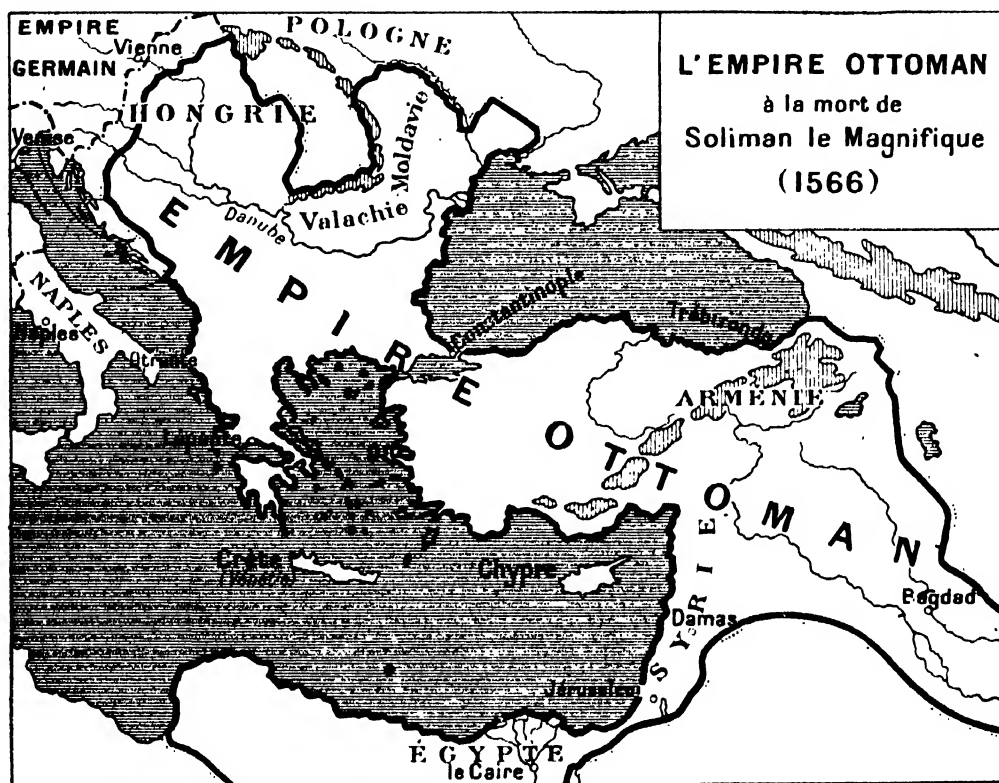 L'EMPIRE OTTOMAN
à la mort de
Soliman le Magnifique
(1566)
EMPIRE
GERMAIN
Vienne
POLOGNE
HONGRIE
Venise
Moldavie
Valachie
Danube
NAPLES
Naples
Otrante
Constantinople
Trébizonde
ARMÉNIE
EMPIRE OTTOMAN
Lépante
Crète
(Vénétie)
Chypre
SYRIE
Bagdad
Damas
Jérusalem
ÉGYPTE
le Caire